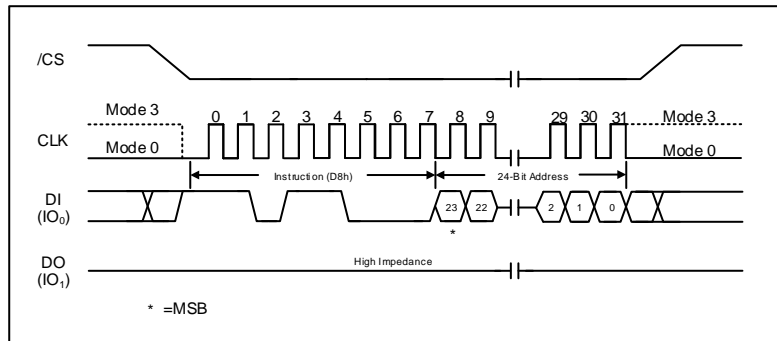 /CS
Mode 3 0 1 2 3 4 5 6 7 8 9 29 30 31 Mode 3
CLK
Mode 0 Mode 0
Instruction (D8h) 24-Bit Address
DI
(IO₀) 23 22 2 1 0
*
DO High Impedance
(IO₁)
* =MSB